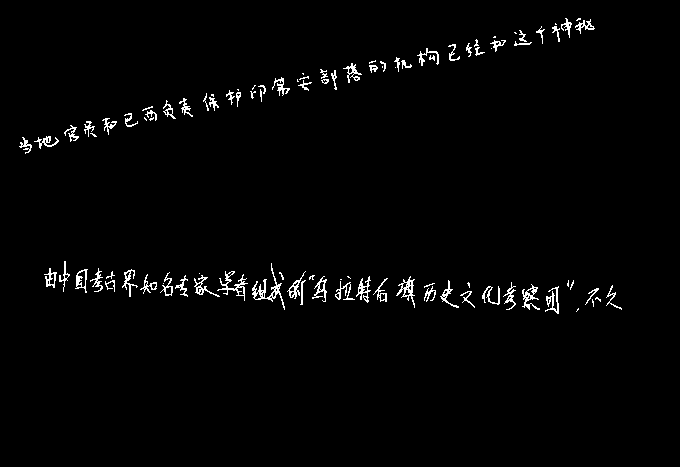 当地官员和巴西负责保护印第安部落的机构已经和这个神秘
由中国考古界知名专家学者组成的“乌拉特后旗历史文化考察团”,不久